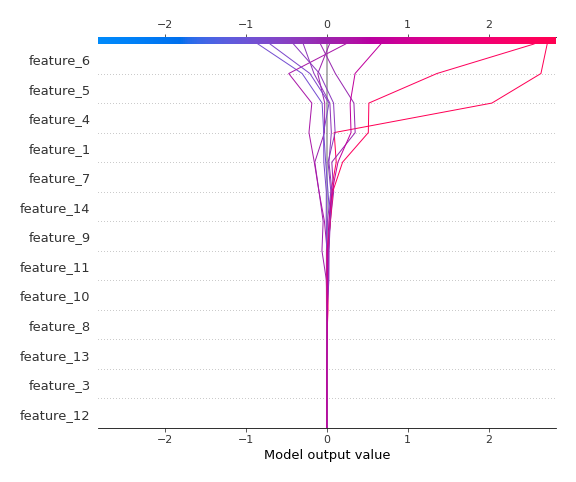 −2 −1 0 1 2
feature_6
feature_5
feature_4
feature_1
feature_7
feature_14
feature_9
feature_11
feature_10
feature_8
feature_13
feature_3
feature_12
−2 −1 0 1 2
Model output value